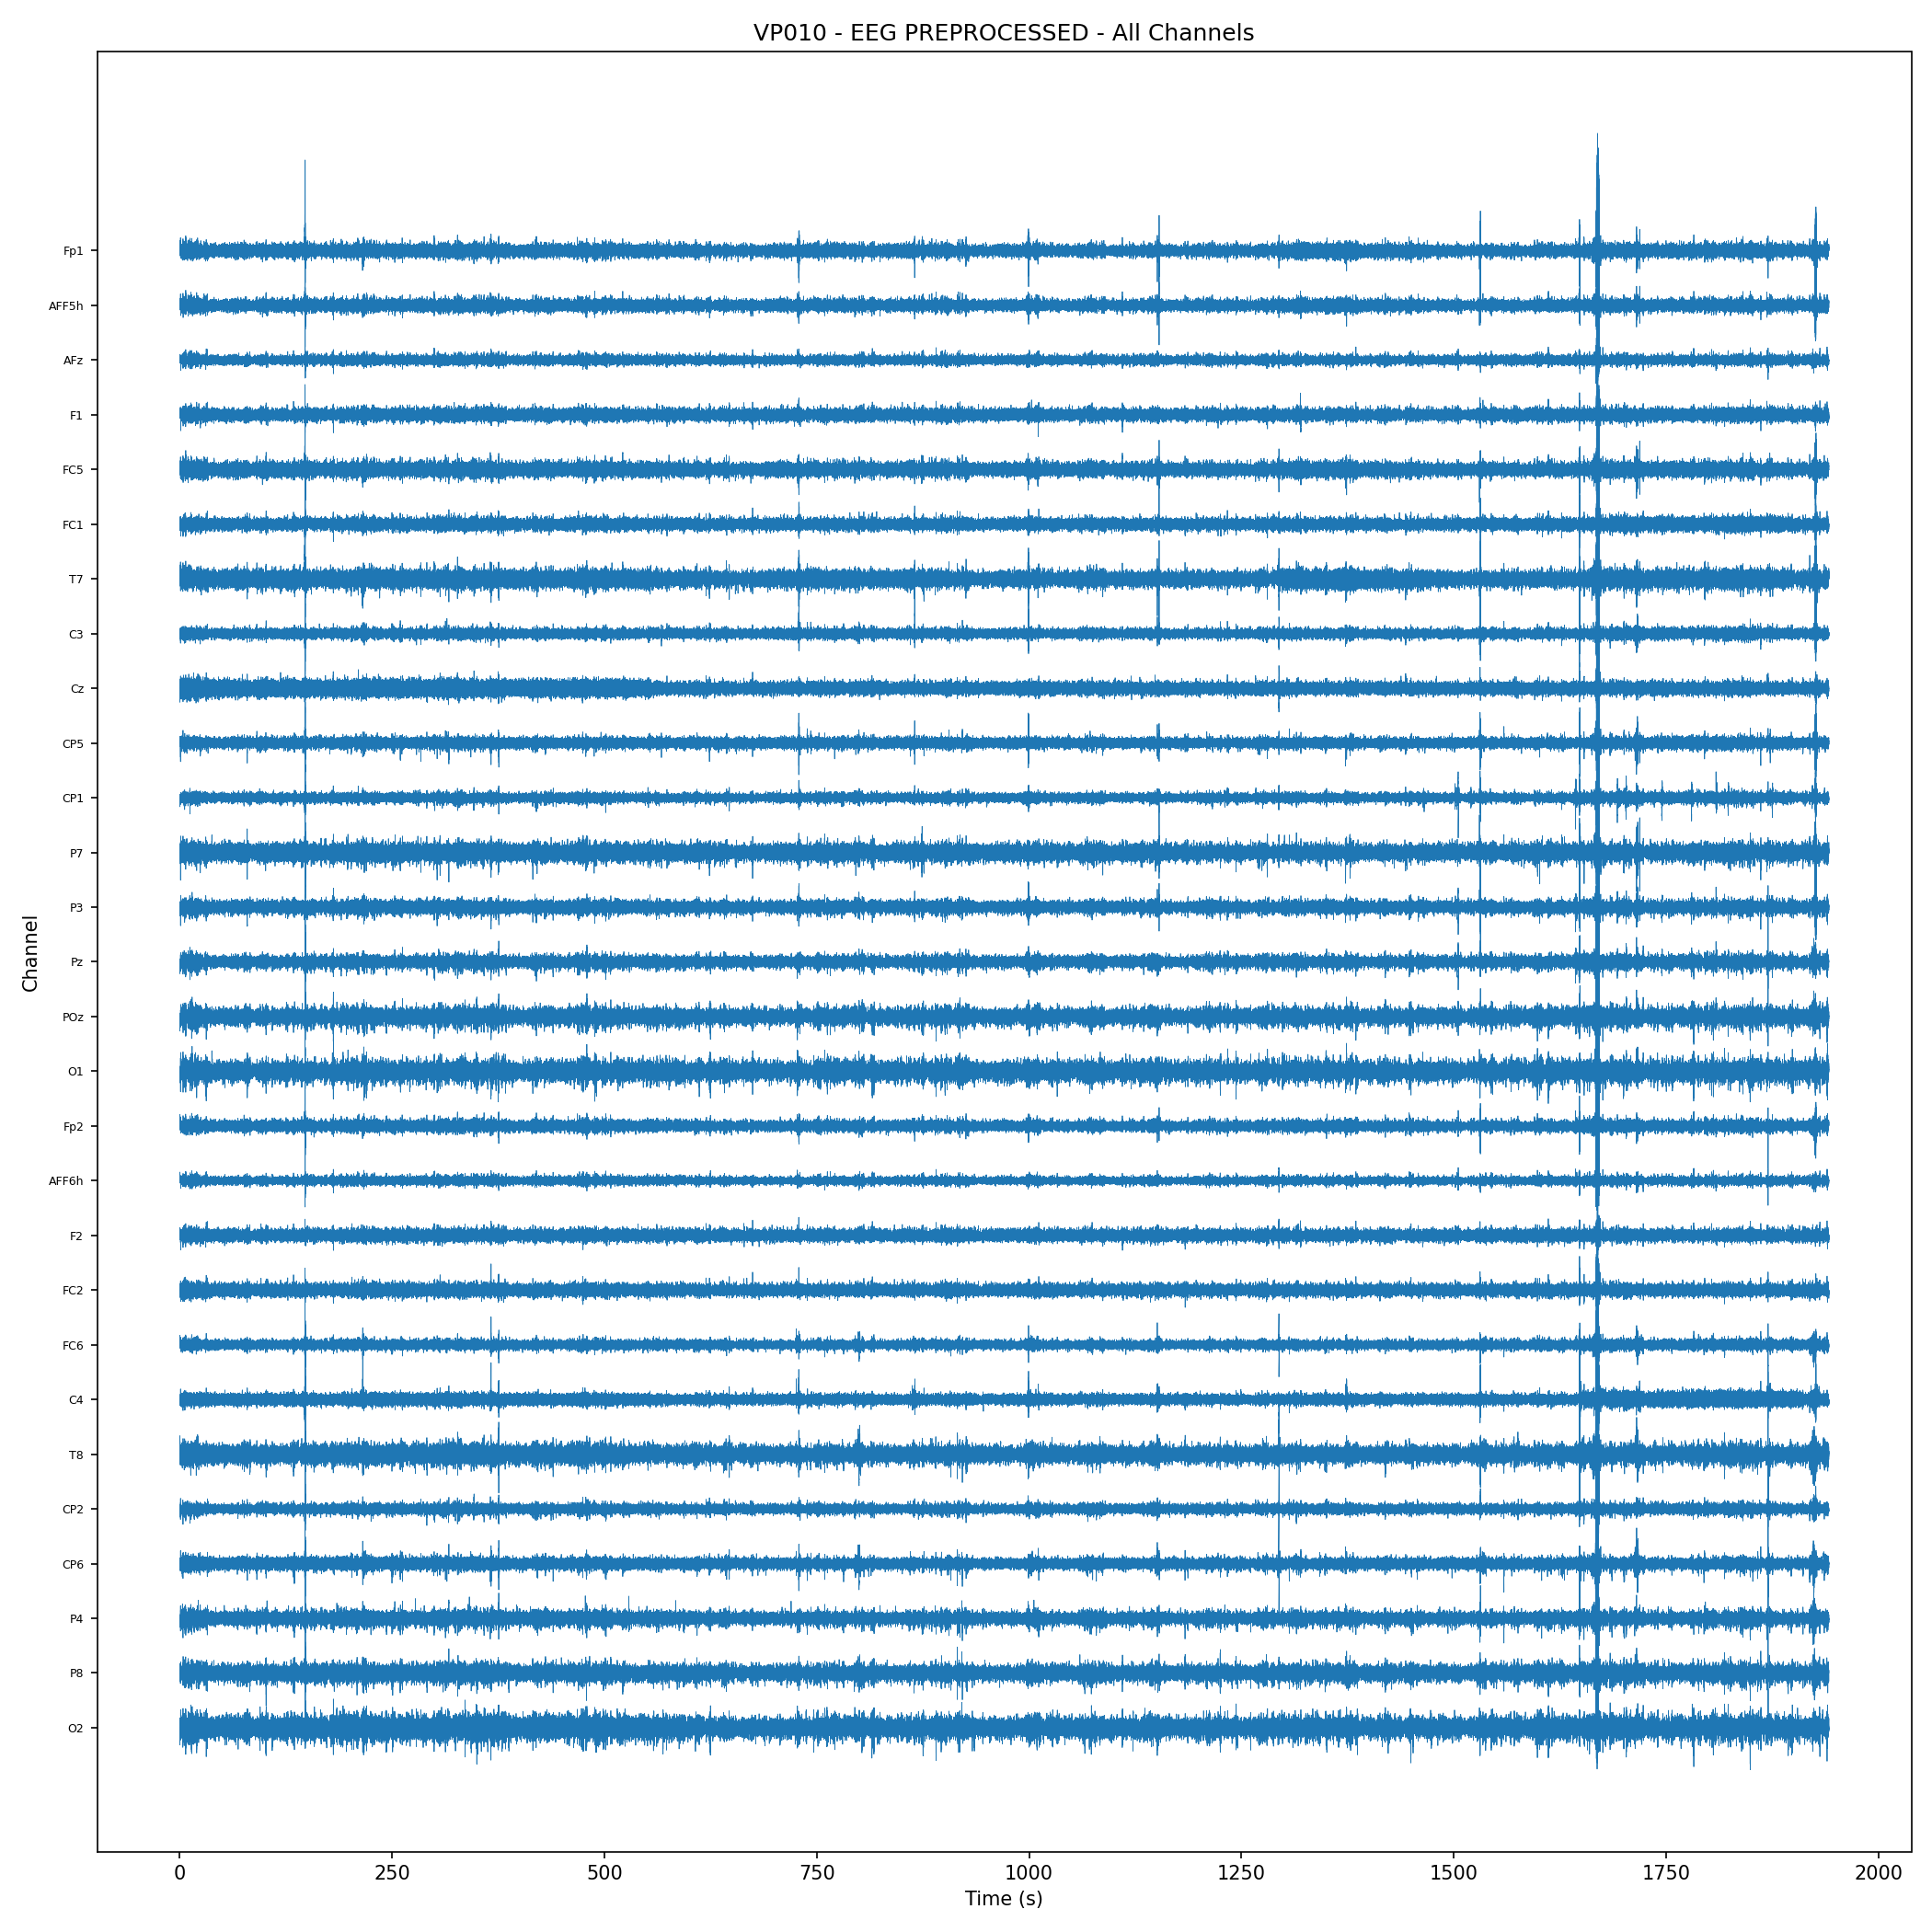 VP010 - EEG PREPROCESSED - All Channels
Fp1
AFF5h
AFz
F1
FC5
FC1
T7
C3
Cz
CP5
CP1
P7
P3
Pz
POz
O1
Fp2
AFF6h
F2
FC2
FC6
C4
T8
CP2
CP6
P4
P8
O2
Channel
0 250 500 750 1000 1250 1500 1750 2000
Time (s)